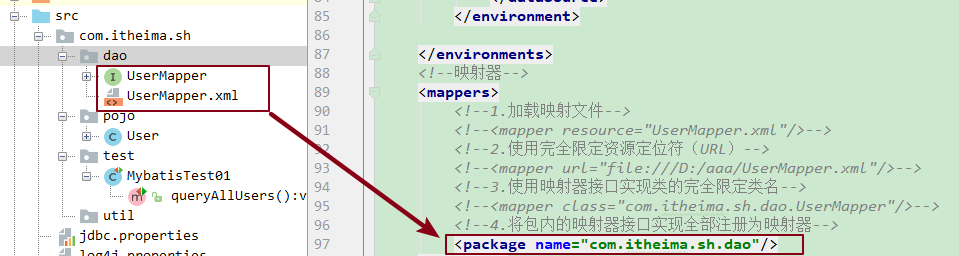 src
com.itheima.sh
dao
UserMapper
UserMapper.xml
pojo
User
test
MybatisTest01
queryAllUsers():v
util
jdbc.properties
log4j.properties
85 </environment>
86
87 </environments>
88 <!--映射器-->
89 <mappers>
90 <!--1.加载映射文件-->
91 <!--<mapper resource="UserMapper.xml"/>-->
92 <!--2.使用完全限定资源定位符（URL）-->
93 <!--<mapper url="file:///D:/aaa/UserMapper.xml"/>-->
94 <!--3.使用映射器接口实现类的完全限定类名-->
95 <!--<mapper class="com.itheima.sh.dao.UserMapper"/>-->
96 <!--4.将包内的映射器接口实现全部注册为映射器-->
97 <package name="com.itheima.sh.dao"/>